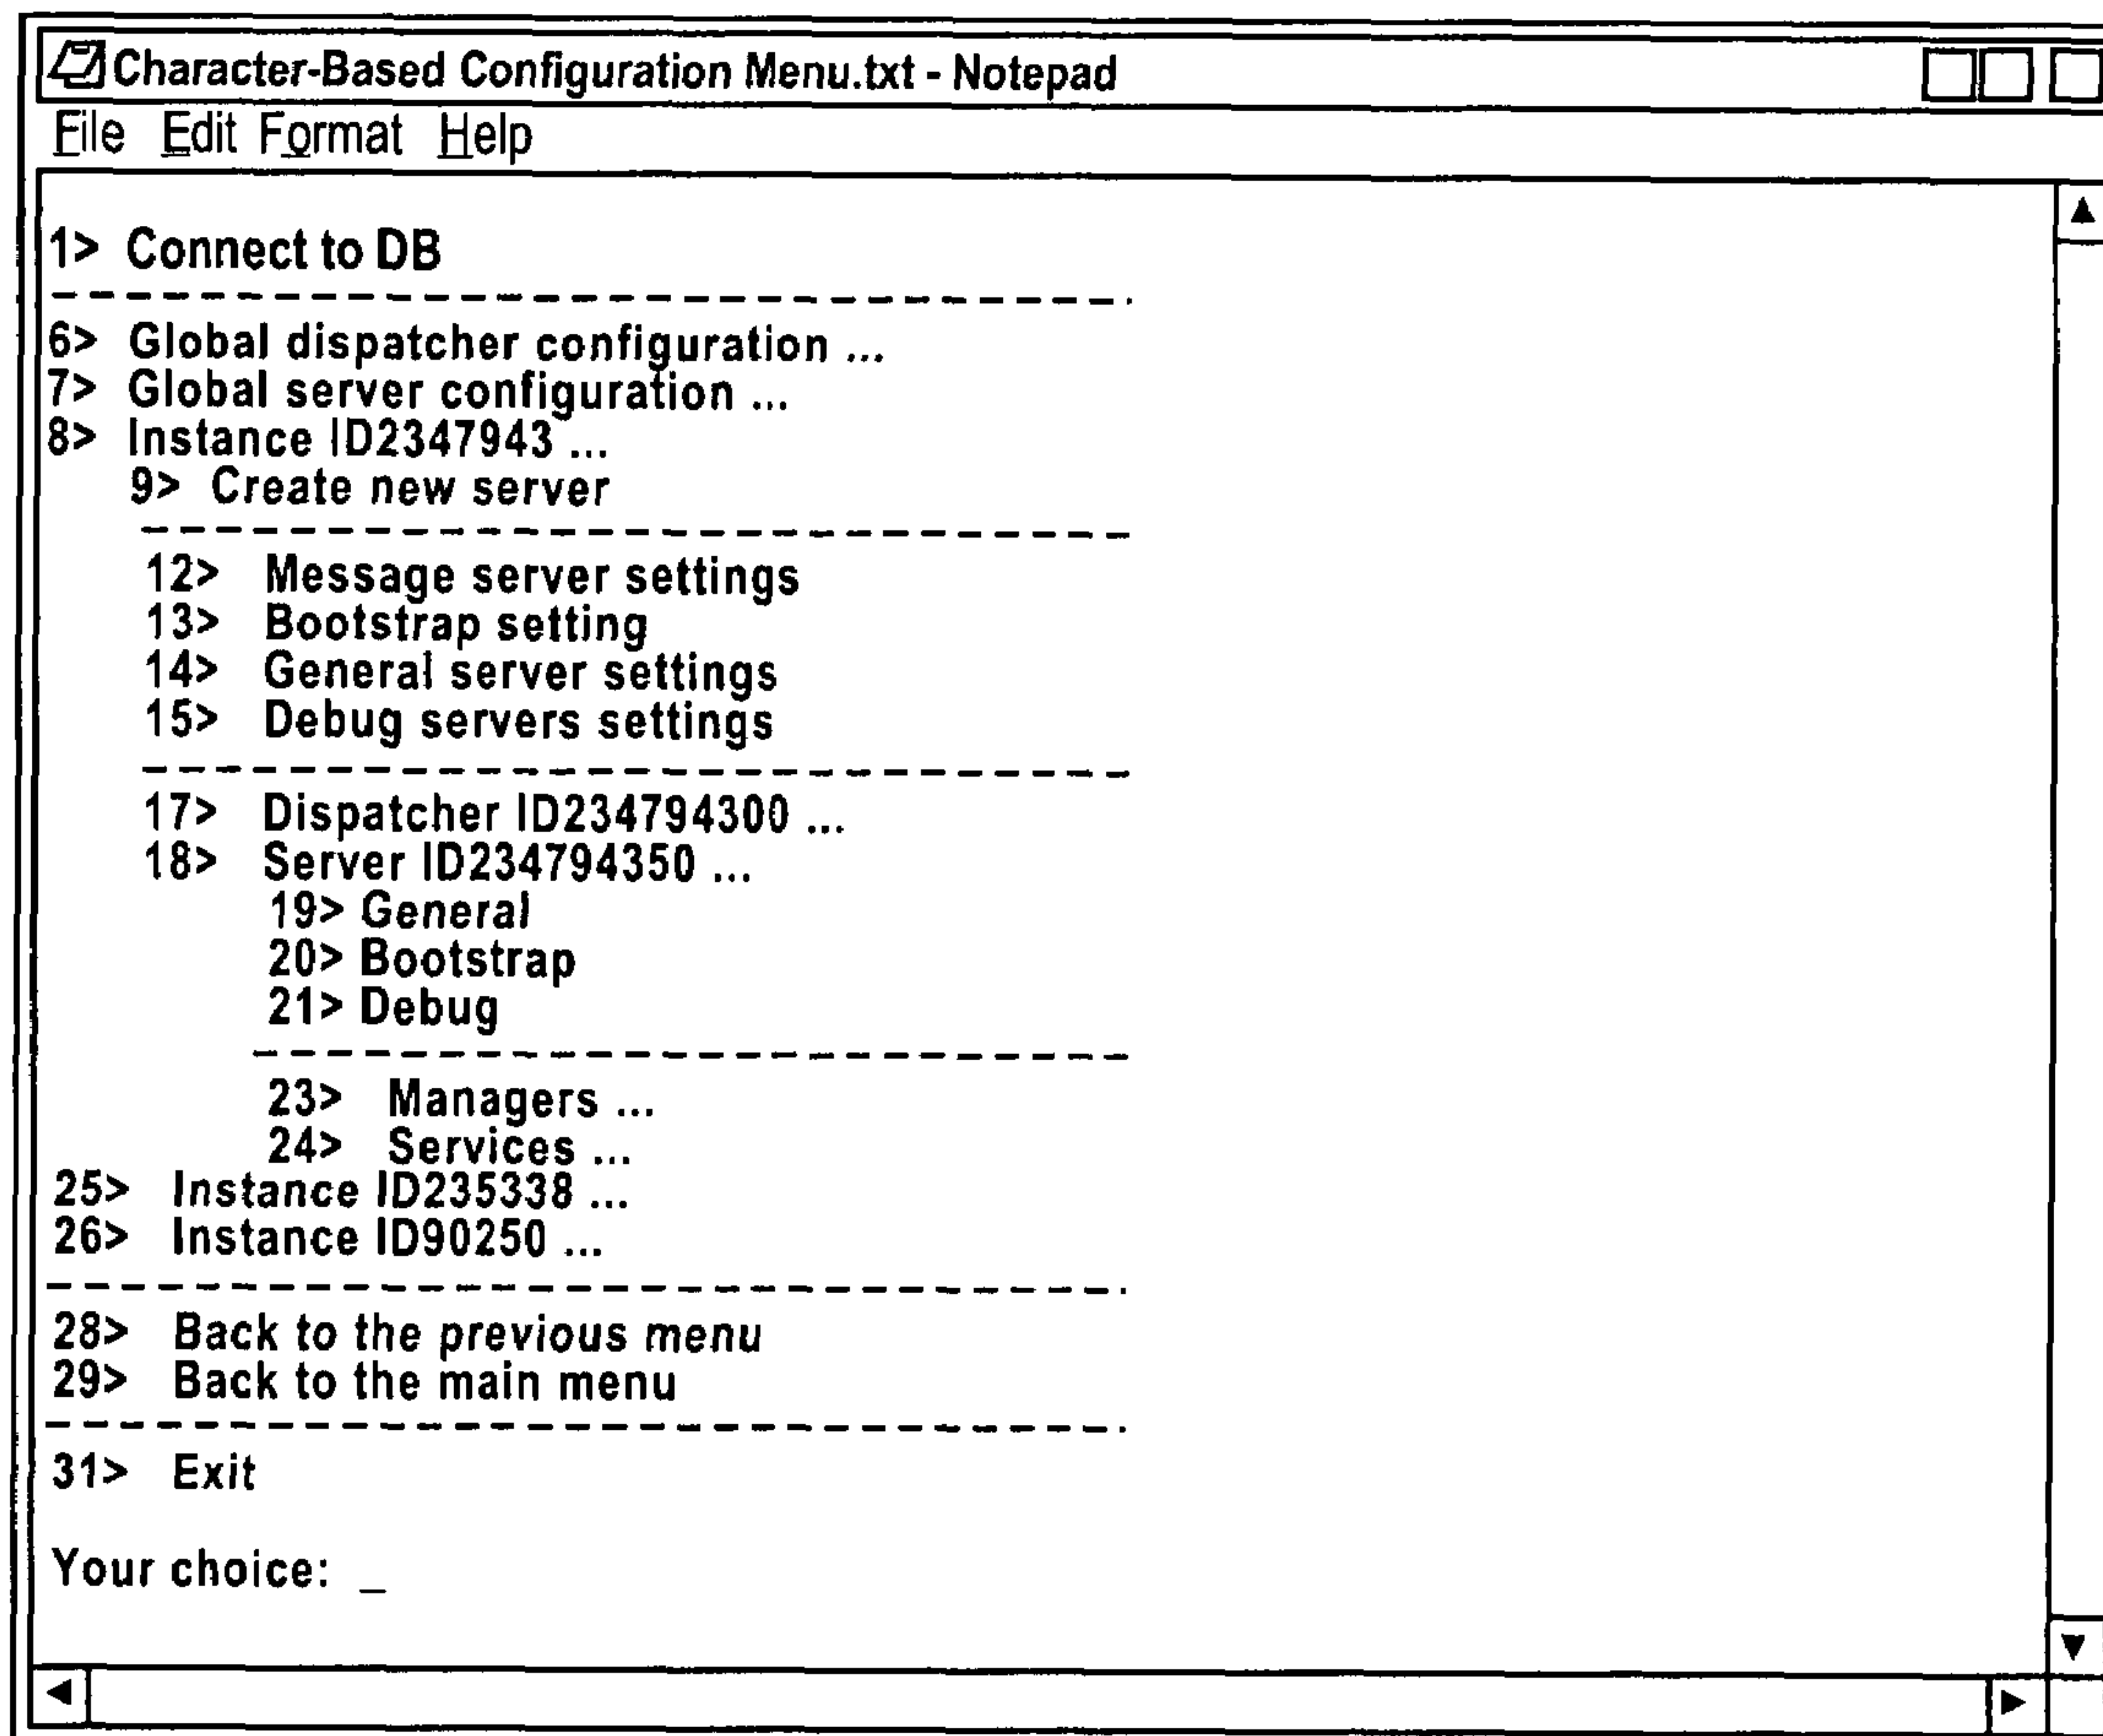 Character-Based Configuration Menu.txt - Notepad
File Edit Format Help
1> Connect to DB
6> Global dispatcher configuration ...
7> Global server configuration ...
8> Instance ID2347943 ...
9> Create new server
12> Message server settings
13> Bootstrap setting
14> General server settings
15> Debug servers settings
17> Dispatcher ID234794300 ...
18> Server ID234794350 ...
19> General
20> Bootstrap
21> Debug
23> Managers ...
24> Services ...
25> Instance ID235338 ...
26> Instance ID90250 ...
28> Back to the previous menu
29> Back to the main menu
31> Exit
Your choice: _